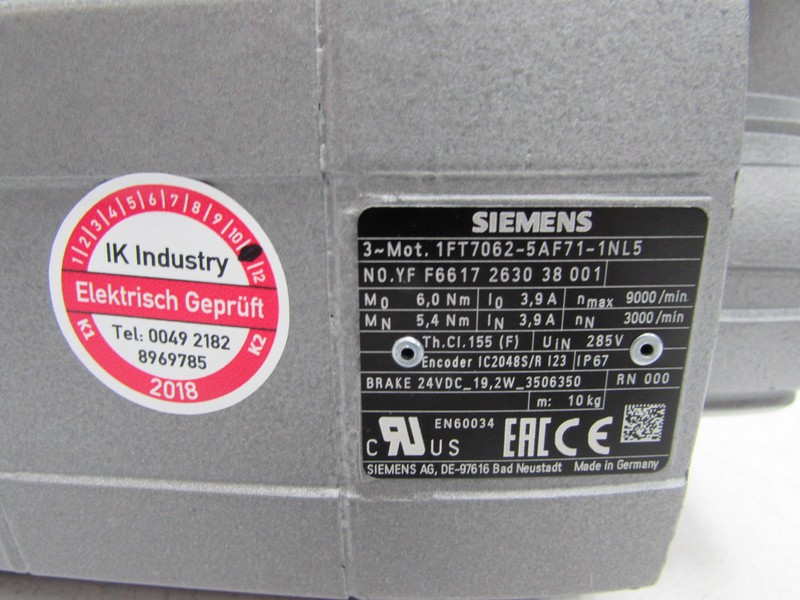 1/2/3/4/5/6/7/8/9/10/ /12
IK Industry
Elektrisch Geprüft
K1 Tel: 0049 2182 K2
8969785
2018
SIEMENS
3~Mot. 1FT7062-5AF71-1NL5
NO.YF F6617 2630 38 001
M0 6,0 Nm I0 3,9 A nmax 9000/min
MN 5,4 Nm IN 3,9 A nN 3000/min
Th.Cl.155 (F) UiN 285V
Encoder IC2048S/R I23 IP67
BRAKE 24VDC_19,2W_3506350 RN 000
m: 10 kg
EN60034
c RU US EAC CE
SIEMENS AG, DE-97616 Bad Neustadt Made in Germany